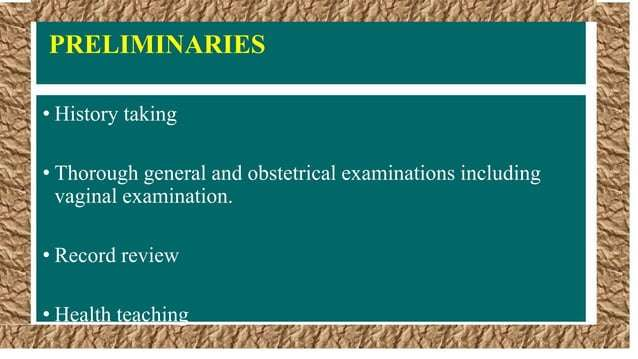 PRELIMINARIES
• History taking
• Thorough general and obstetrical examinations including
vaginal examination.
• Record review
• Health teaching